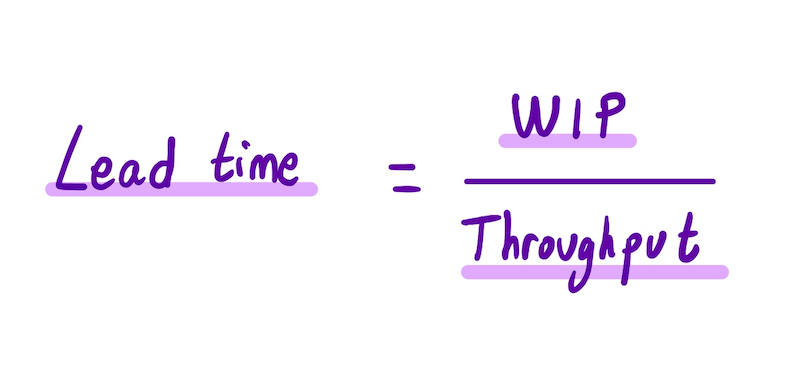 Lead time = WIP
Throughput